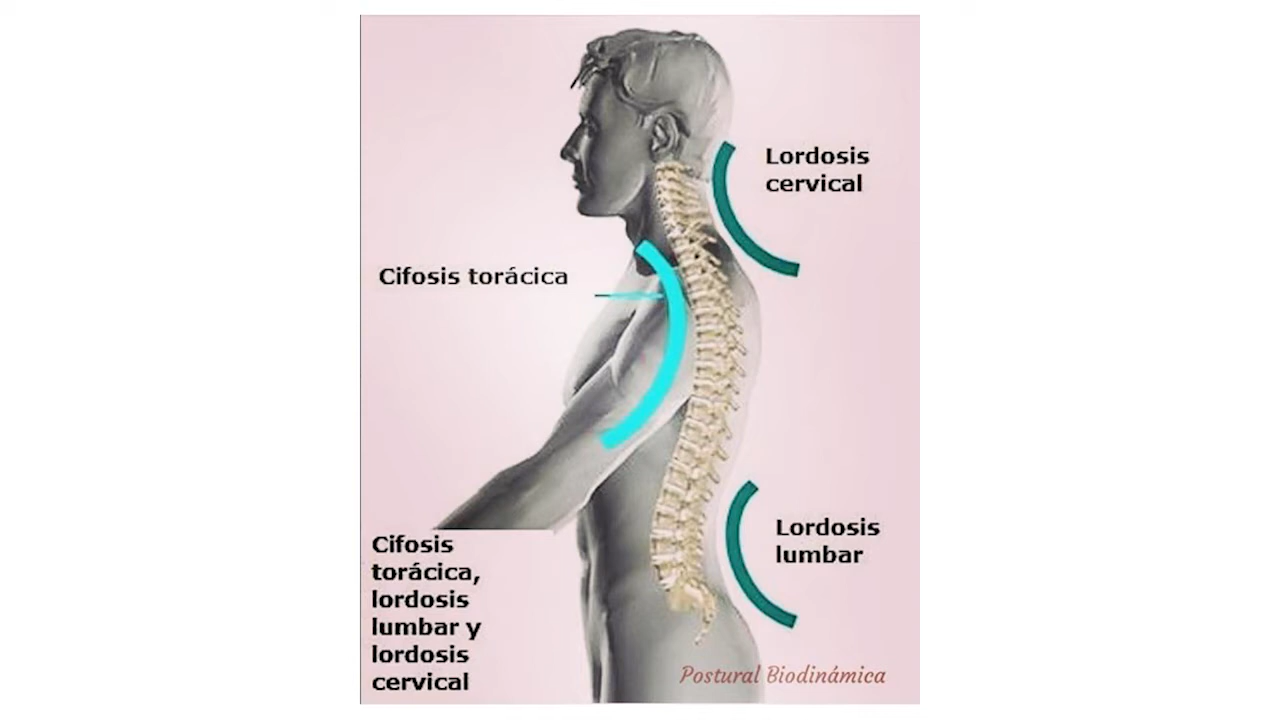 Lordosis
cervical
Cifosis torácica
Lordosis
lumbar
Cifosis
torácica,
lordosis
lumbar y
lordosis
cervical
Postural Biodinámica